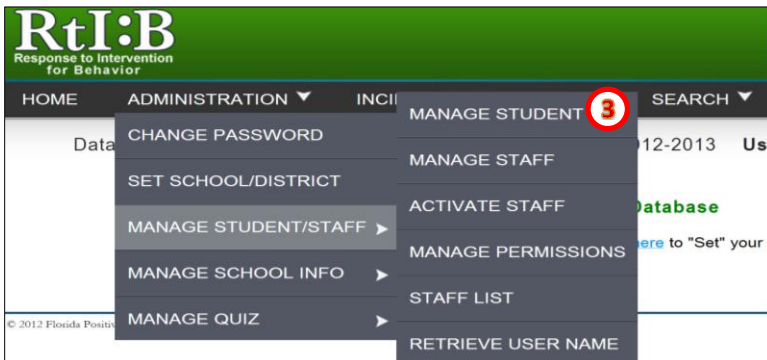 RtI:B
Response to Intervention
for Behavior
HOME ADMINISTRATION ▼ INCI SEARCH ▼
MANAGE STUDENT 3
Data 12-2013 Us
CHANGE PASSWORD
MANAGE STAFF
SET SCHOOL/DISTRICT
ACTIVATE STAFF
Database
MANAGE STUDENT/STAFF ➤
MANAGE PERMISSIONS
here to "Set" your
MANAGE SCHOOL INFO ➤
STAFF LIST
MANAGE QUIZ ➤
© 2012 Florida Positiv
RETRIEVE USER NAME